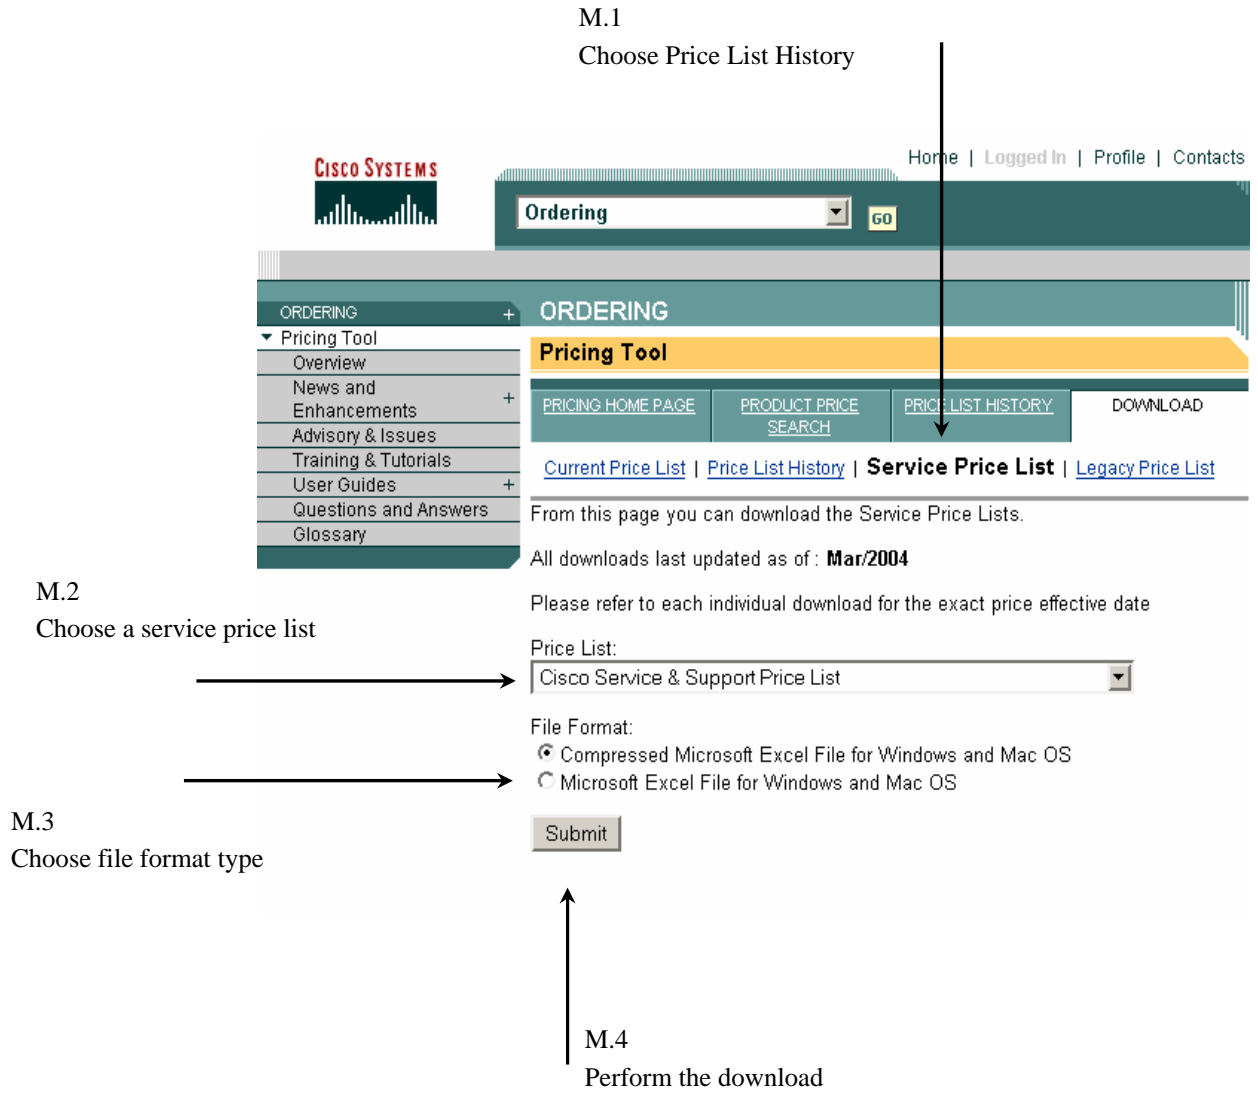 M.1
Choose Price List History
CISCO SYSTEMS
Home | Logged In | Profile | Contacts
Ordering
GO
ORDERING +
Pricing Tool
Overview
News and
Enhancements +
Advisory & Issues
Training & Tutorials
User Guides +
Questions and Answers
Glossary
ORDERING
Pricing Tool
PRICING HOME PAGE
PRODUCT PRICE
SEARCH
PRICE LIST HISTORY
DOWNLOAD
Current Price List | Price List History | Service Price List | Legacy Price List
From this page you can download the Service Price Lists.
All downloads last updated as of : Mar/2004
Please refer to each individual download for the exact price effective date
M.2
Choose a service price list
Price List:
Cisco Service & Support Price List
File Format:
Compressed Microsoft Excel File for Windows and Mac OS
Microsoft Excel File for Windows and Mac OS
M.3
Choose file format type
Submit
M.4
Perform the download